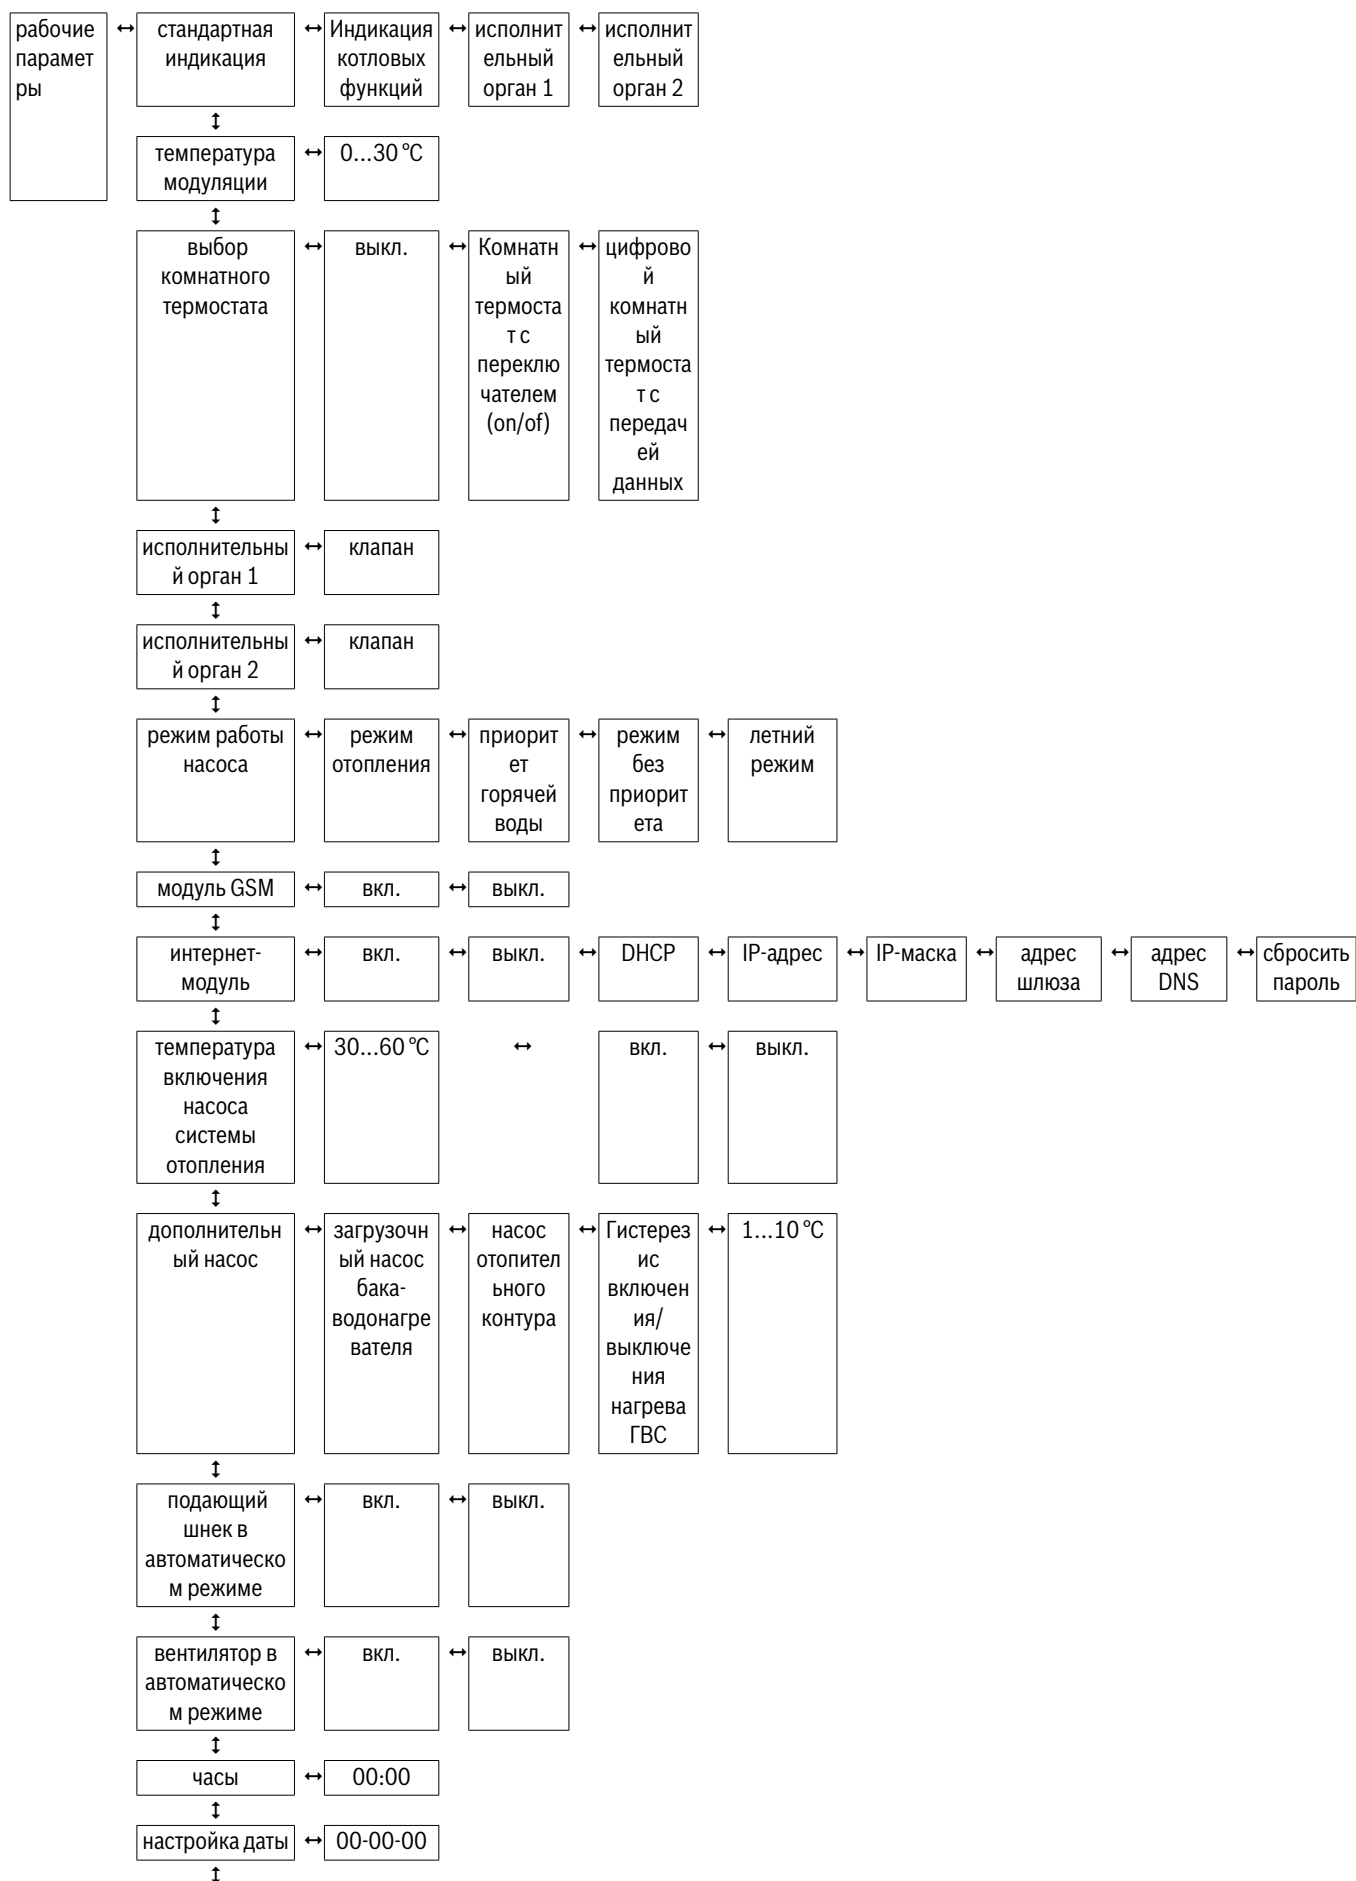 рабочие
парамет
ры
↔
стандартная
индикация
↔
Индикация
котловых
функций
↔
исполнит
ельный
орган 1
↔
исполнит
ельный
орган 2
↕
температура
модуляции
↔
0...30 °C
↕
выбор
комнатного
термостата
↔
выкл.
↔
Комнатн
ый
термоста
т с
переклю
чателем
(on/of)
↔
цифрово
й
комнатн
ый
термоста
т с
передач
ей
данных
↕
исполнительны
й орган 1
↔
клапан
↕
исполнительны
й орган 2
↔
клапан
↕
режим работы
насоса
↔
режим
отопления
↔
приорит
ет
горячей
воды
↔
режим
без
приорит
ета
↔
летний
режим
↕
модуль GSM
↔
вкл.
↔
выкл.
↕
интернет-
модуль
↔
вкл.
↔
выкл.
↔
DHCP
↔
IP-адрес
↔
IP-маска
↔
адрес
шлюза
↔
адрес
DNS
↔
сбросить
пароль
↕
температура
включения
насоса
системы
отопления
↔
30...60 °C
↔
вкл.
↔
выкл.
↕
дополнительн
ый насос
↔
загрузочн
ый насос
бака-
водонагре
вателя
↔
насос
отопител
ьного
контура
↔
Гистерез
ис
включен
ия/
выключе
ния
нагрева
ГВС
↔
1...10 °C
↕
подающий
шнек в
автоматическо
м режиме
↔
вкл.
↔
выкл.
↕
вентилятор в
автоматическо
м режиме
↔
вкл.
↔
выкл.
↕
часы
↔
00:00
↕
настройка даты
↔
00-00-00
↕